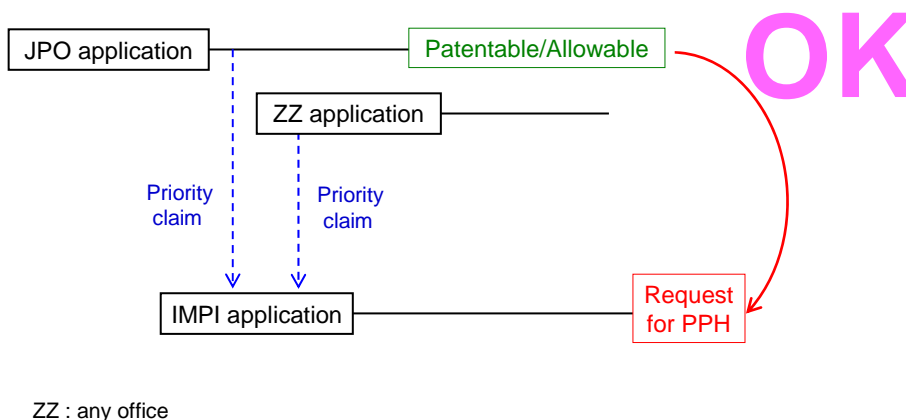 OK
JPO application
Patentable/Allowable
ZZ application
Priority
claim
Priority
claim
IMPI application
Request
for PPH
ZZ : any office